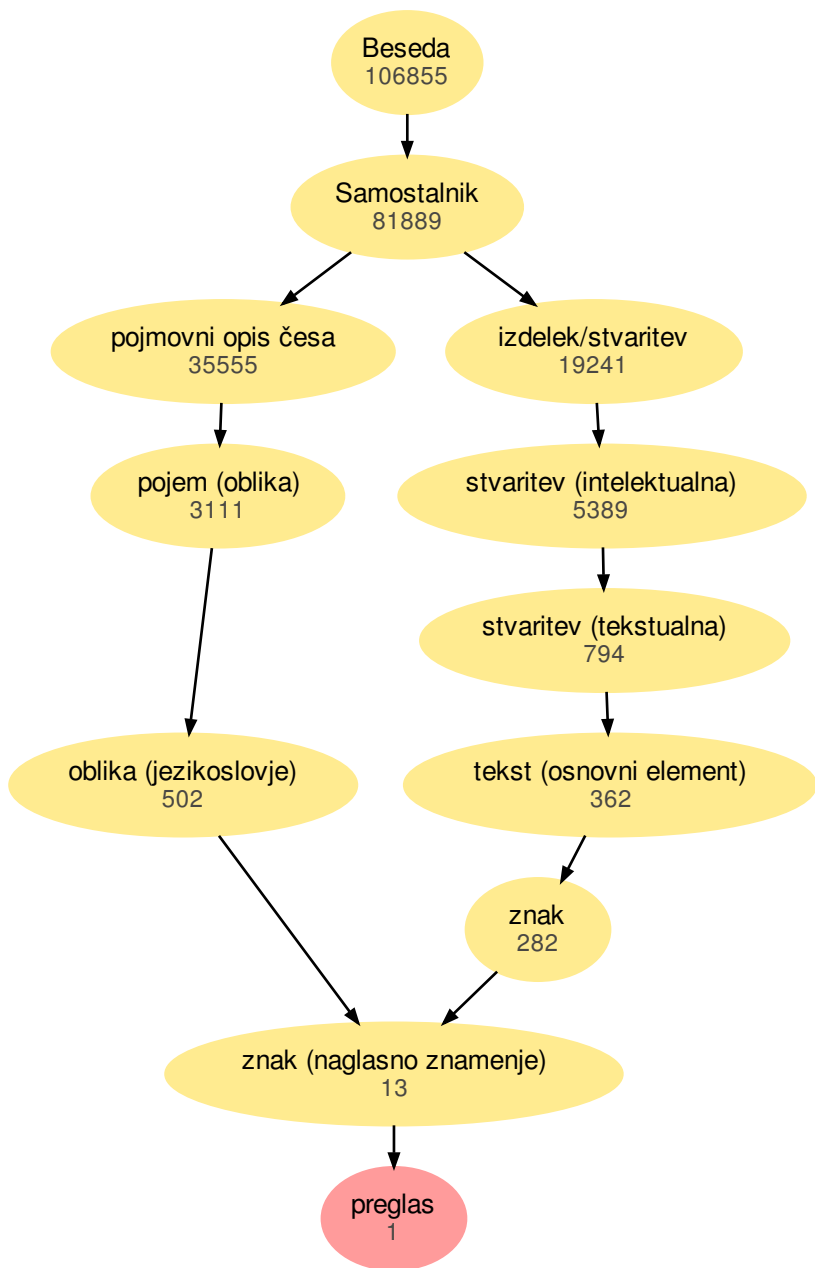 Beseda
106855
Samostalnik
81889
pojmovni opis česa
35555
izdelek/stvaritev
19241
pojem (oblika)
3111
stvaritev (intelektualna)
5389
stvaritev (tekstualna)
794
oblika (jezikoslovje)
502
tekst (osnovni element)
362
znak
282
znak (naglasno znamenje)
13
preglas
1